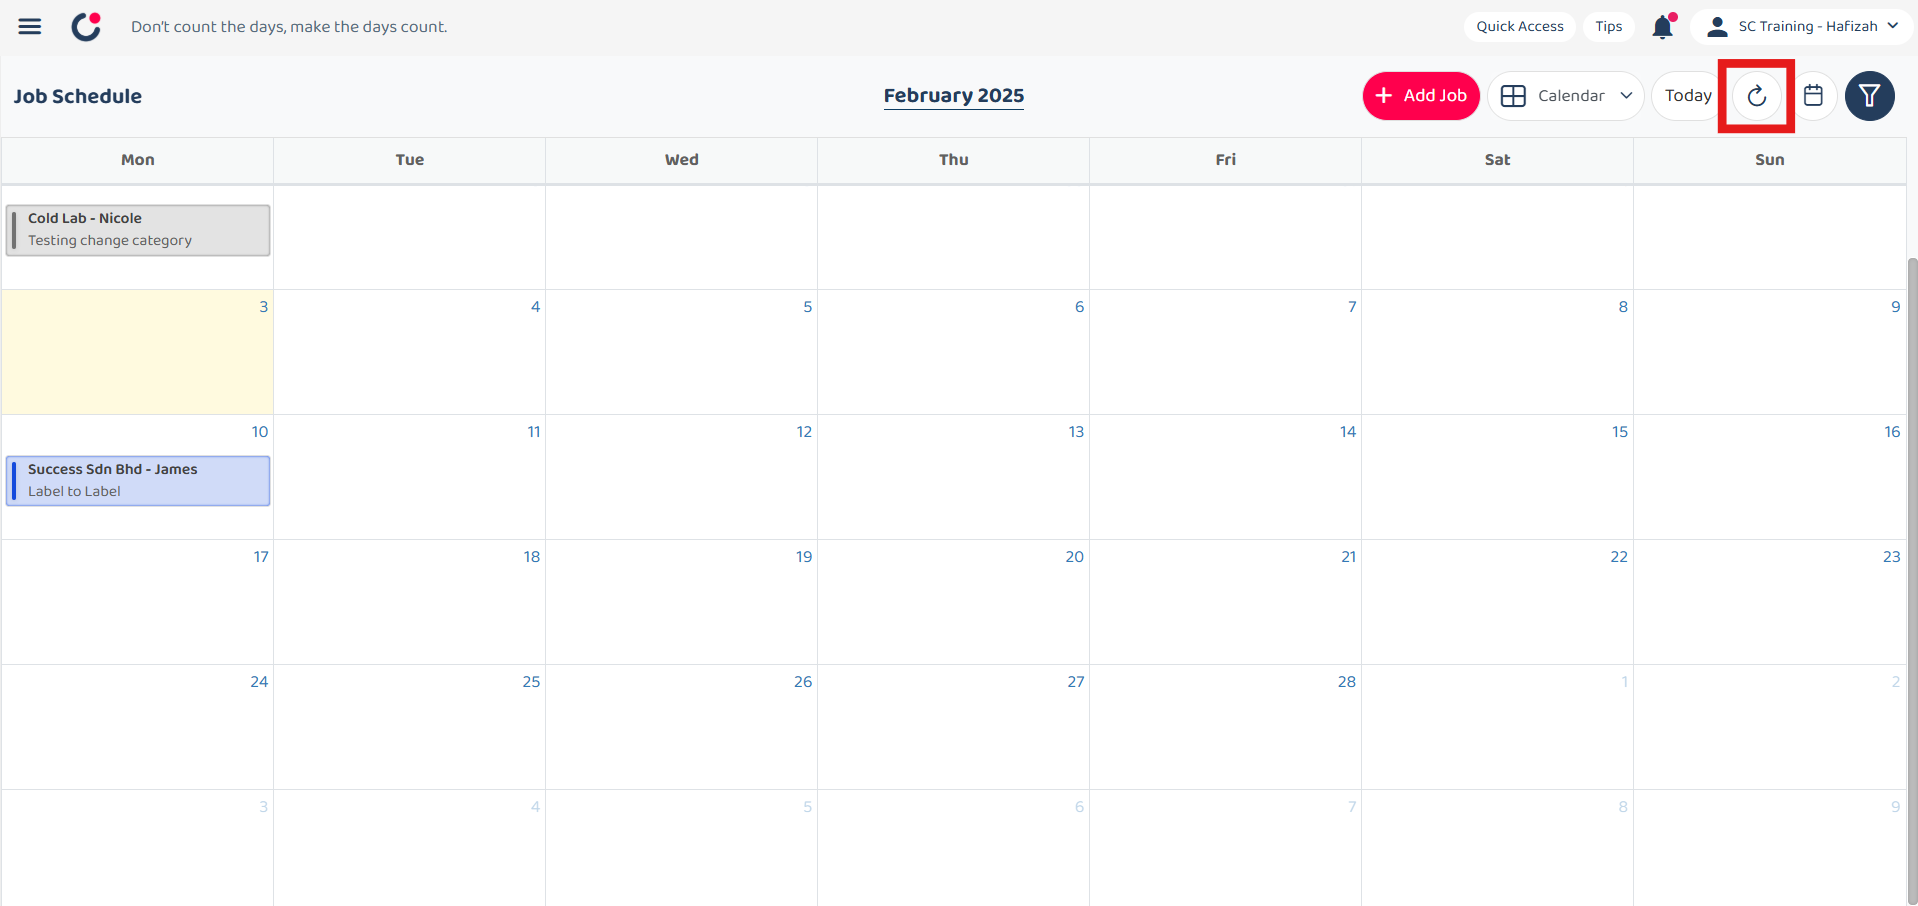 Don't count the days, make the days count.
Quick Access
Tips
SC Training - Hafizah
Job Schedule
February 2025
+ Add Job
Calendar
Today
Mon Tue Wed Thu Fri Sat Sun
Cold Lab - Nicole
Testing change category
3 4 5 6 7 8 9
10 11 12 13 14 15 16
Success Sdn Bhd - James
Label to Label
17 18 19 20 21 22 23
24 25 26 27 28 1 2
3 4 5 6 7 8 9